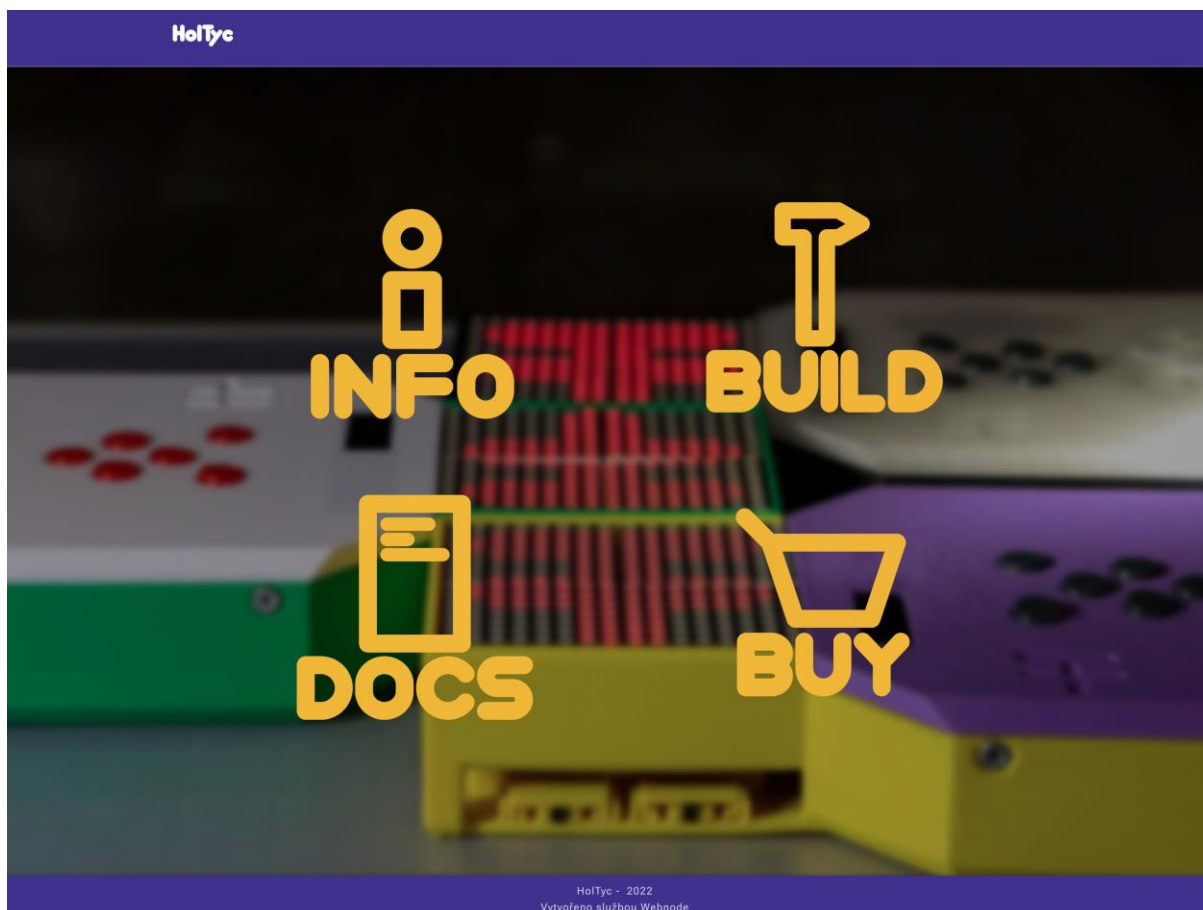 HolTyc
INFO
BUILD
DOCS
BUY
HolTyc - 2022
Vytvořeno službou Webnode